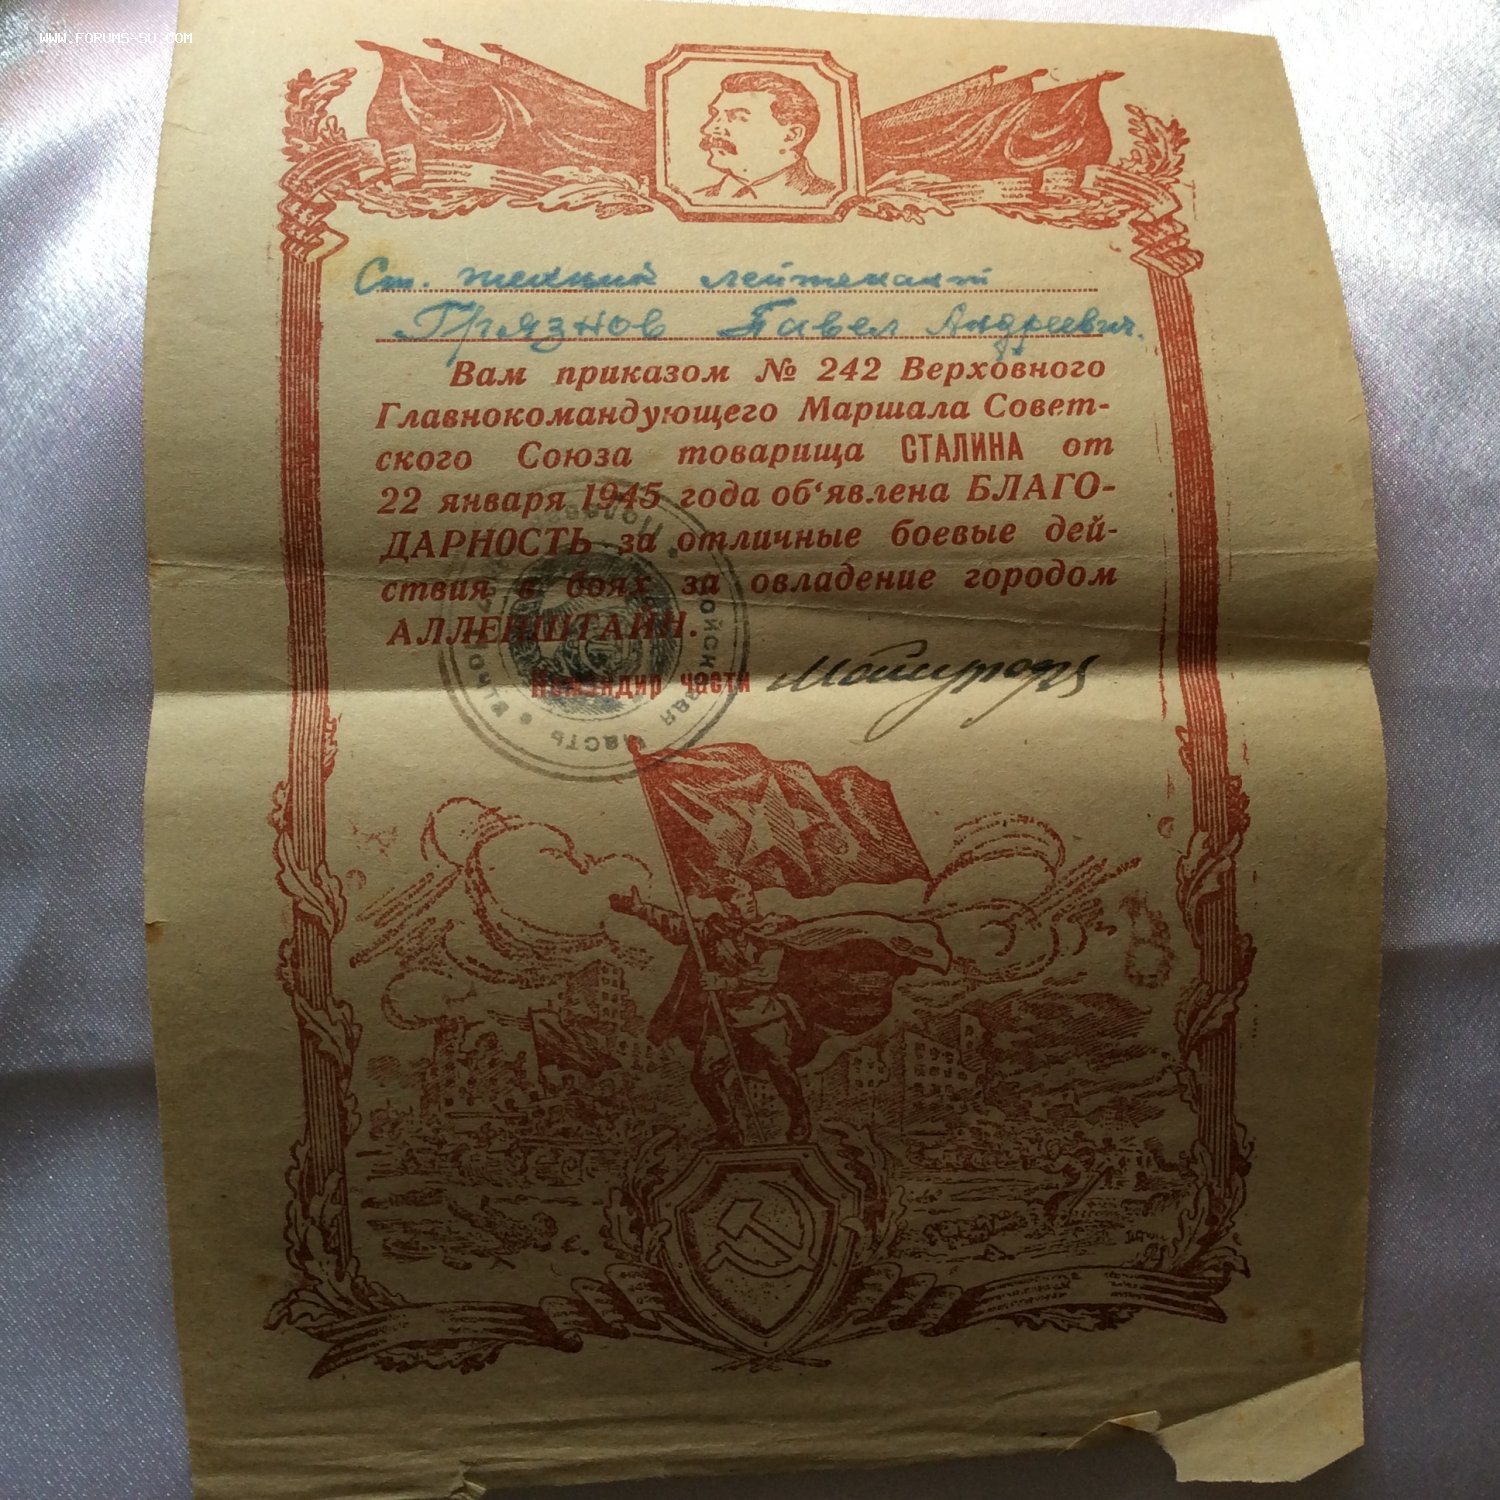 WWW.FORUMS-SU.COM
Ст. лейтенант
Грязнов Павел Андреевич.
Вам приказом № 242 Верховного
Главнокомандующего Маршала Совет-
ского Союза товарища СТАЛИНА от
22 января 1945 года об‘явлена БЛАГО-
ДАРНОСТЬ за отличные боевые дей-
ствия в боях за овладение городом
АЛЛЕНШТАЙН.
Командир части
войсковая часть